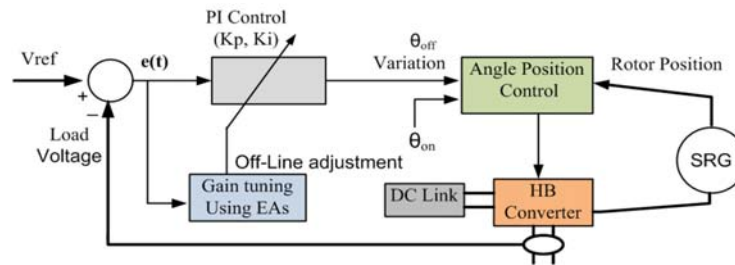 PI Control
(Kp, Ki)
Vref
e(t)
+
−
Load
Voltage
θoff
Variation
θon
Angle Position
Control
Rotor Position
SRG
Off-Line adjustment
Gain tuning
Using EAs
DC Link
HB
Converter